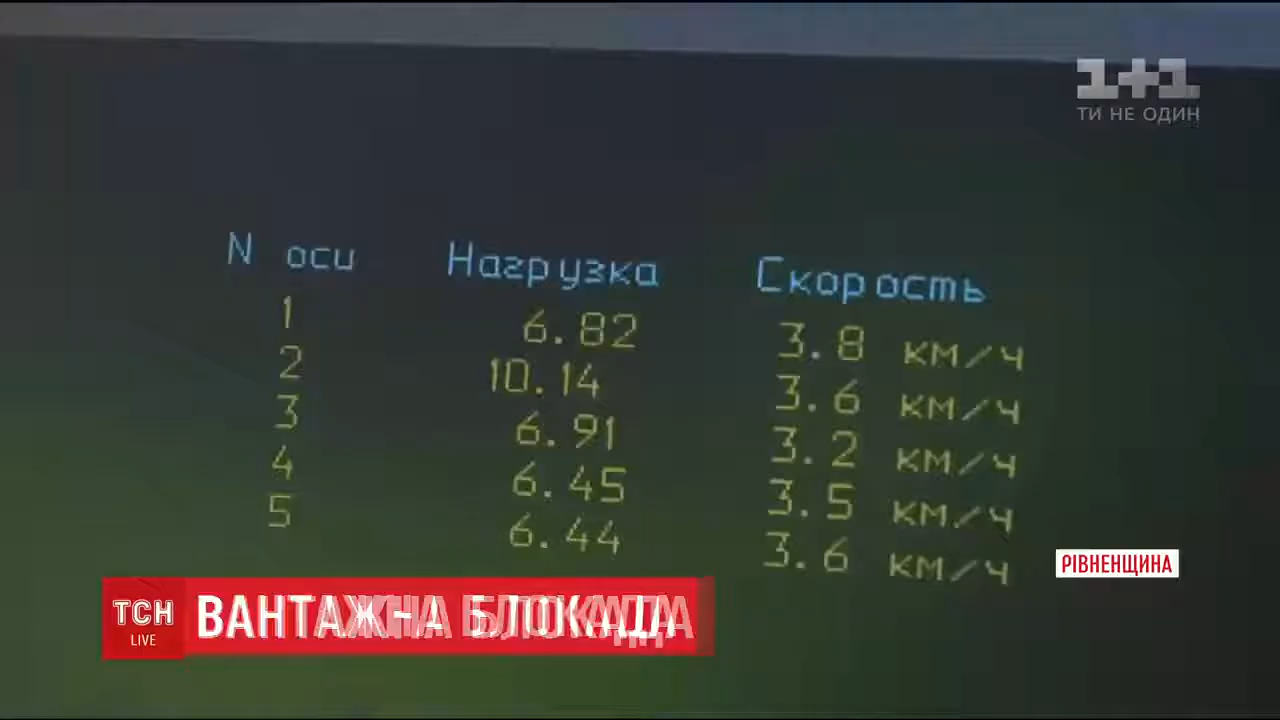 1+1
ТИ НЕ ОДИН
N оси Нагрузка Скорость
1 6.82 3.8 км/ч
2 10.14 3.6 км/ч
3 6.91 3.2 км/ч
4 6.45 3.5 км/ч
5 6.44 3.6 км/ч
РІВНЕНЩИНА
ТСН ВАНТАЖНА БЛОКАДА
LIVE